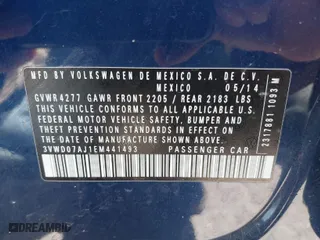 MFD BY VOLKSWAGEN DE MEXICO S.A. DE C.V.
MEXICO 05/14
GVWR 4277 GAWR FRONT 2205 / REAR 2183 LBS
THIS VEHICLE CONFORMS TO ALL APPLICABLE U.S.
FEDERAL MOTOR VEHICLE SAFETY, BUMPER AND
THEFT PREVENTION STANDARDS IN EFFECT ON
THE DATE OF MANUFACTURE SHOWN ABOVE
3VWD07AJ1EM441493 PASSENGER CAR
2317881 1093 M